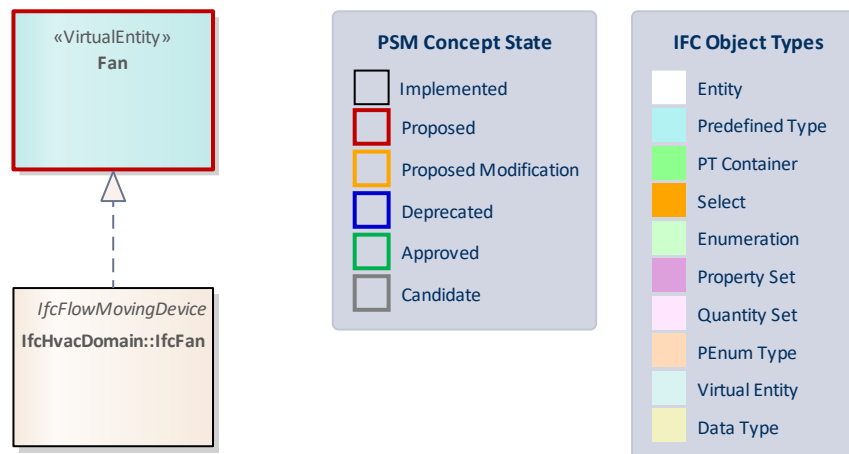 «VirtualEntity»
Fan
IfcFlowMovingDevice
IfcHvacDomain::IfcFan
PSM Concept State
Implemented
Proposed
Proposed Modification
Deprecated
Approved
Candidate
IFC Object Types
Entity
Predefined Type
PT Container
Select
Enumeration
Property Set
Quantity Set
PEnum Type
Virtual Entity
Data Type